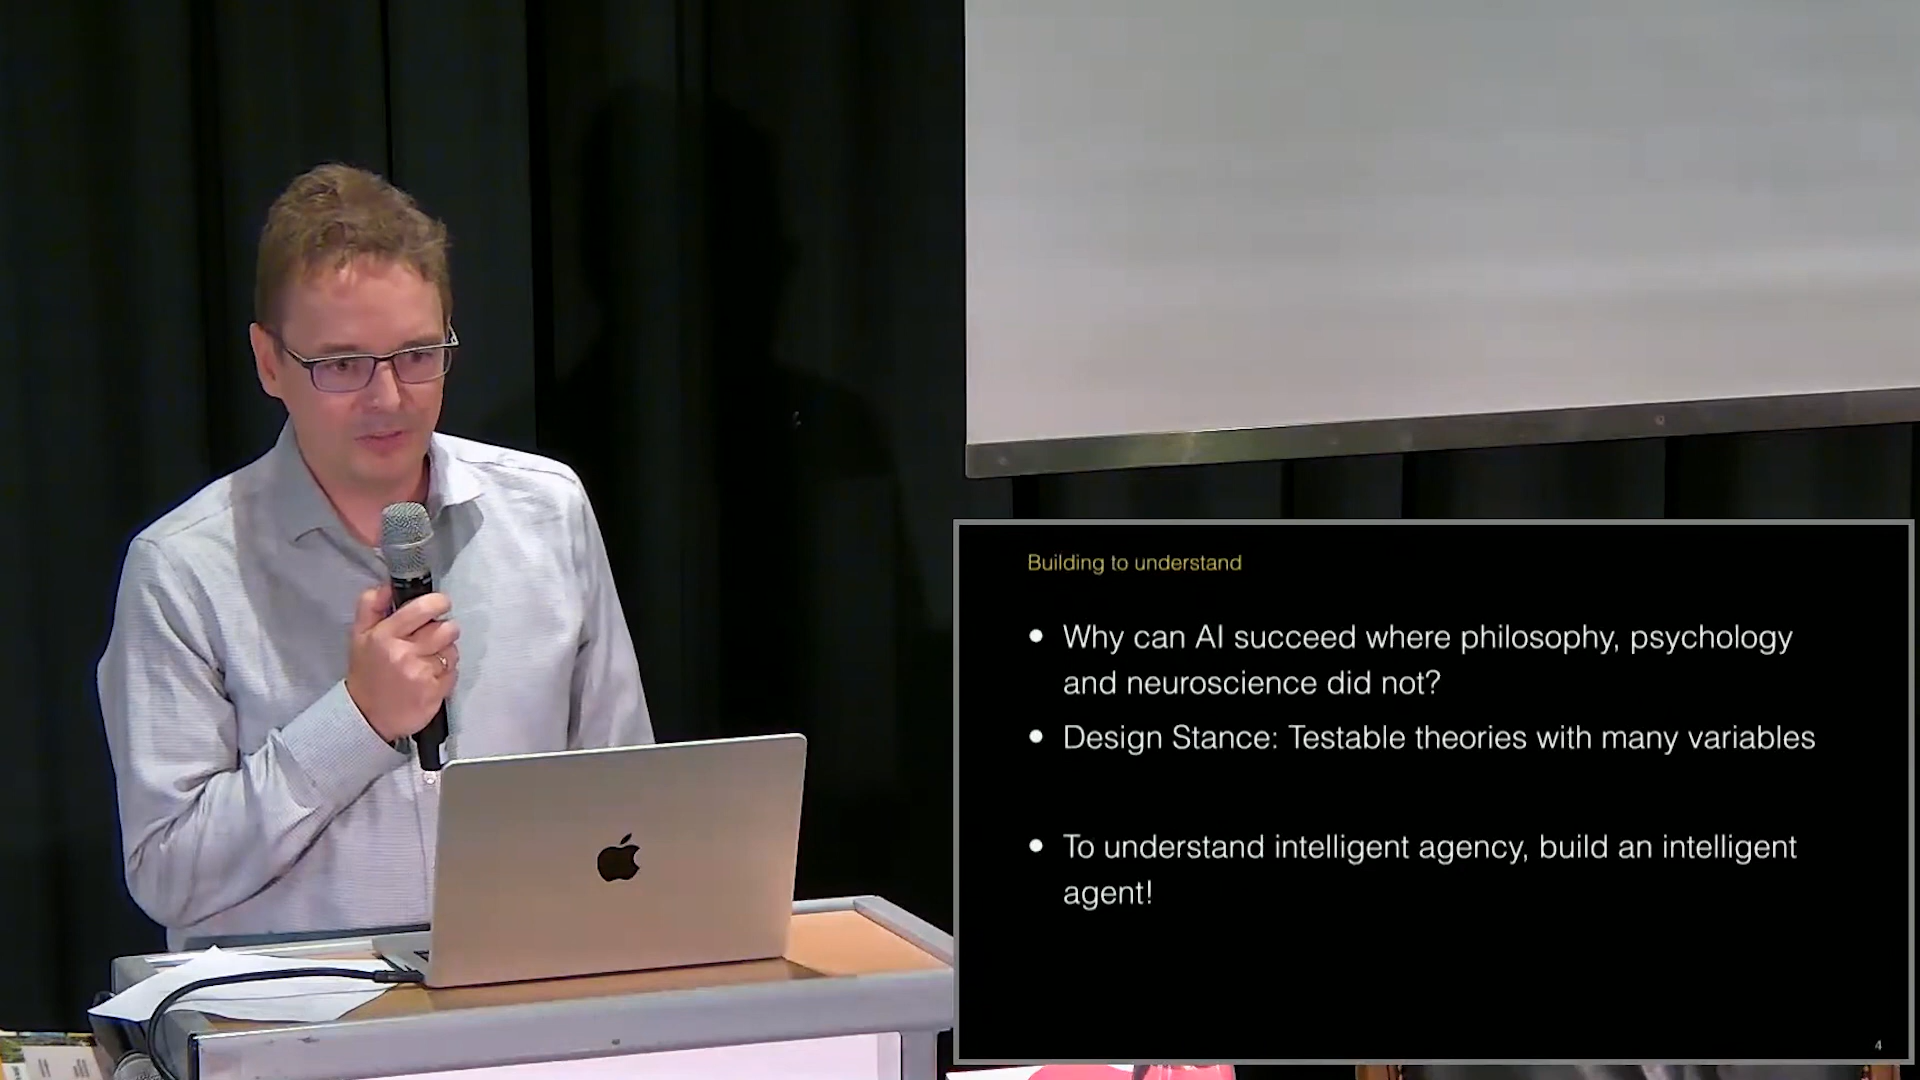 Building to understand
• Why can AI succeed where philosophy, psychology
and neuroscience did not?
• Design Stance: Testable theories with many variables
• To understand intelligent agency, build an intelligent
agent!
4